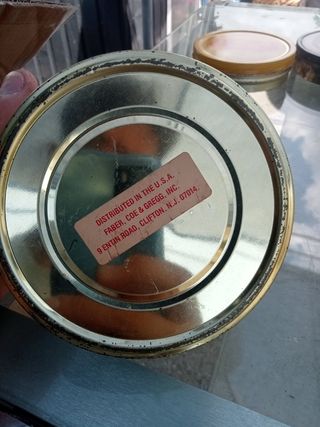 DISTRIBUTED IN THE U.S.A.
FABER, COE & GREGG, INC.
9 ENTIN ROAD, CLIFTON, N.J. 07014